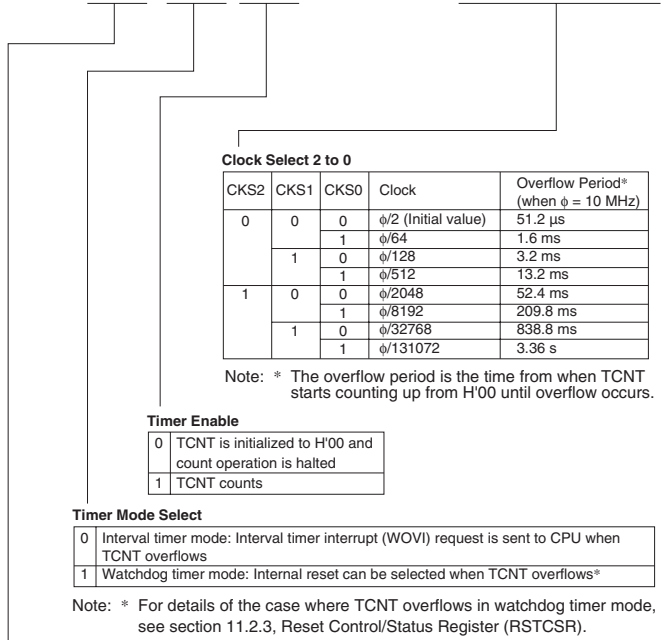 Clock Select 2 to 0
CKS2 CKS1 CKS0 Clock Overflow Period* (when ϕ = 10 MHz)
0 0 0 ϕ/2 (Initial value) 51.2 µs
1 ϕ/64 1.6 ms
1 0 ϕ/128 3.2 ms
1 ϕ/512 13.2 ms
1 0 0 ϕ/2048 52.4 ms
1 ϕ/8192 209.8 ms
1 0 ϕ/32768 838.8 ms
1 ϕ/131072 3.36 s
Note: * The overflow period is the time from when TCNT
starts counting up from H'00 until overflow occurs.
Timer Enable
0 TCNT is initialized to H'00 and
count operation is halted
1 TCNT counts
Timer Mode Select
0 Interval timer mode: Interval timer interrupt (WOVI) request is sent to CPU when
TCNT overflows
1 Watchdog timer mode: Internal reset can be selected when TCNT overflows*
Note: * For details of the case where TCNT overflows in watchdog timer mode,
see section 11.2.3, Reset Control/Status Register (RSTCSR).